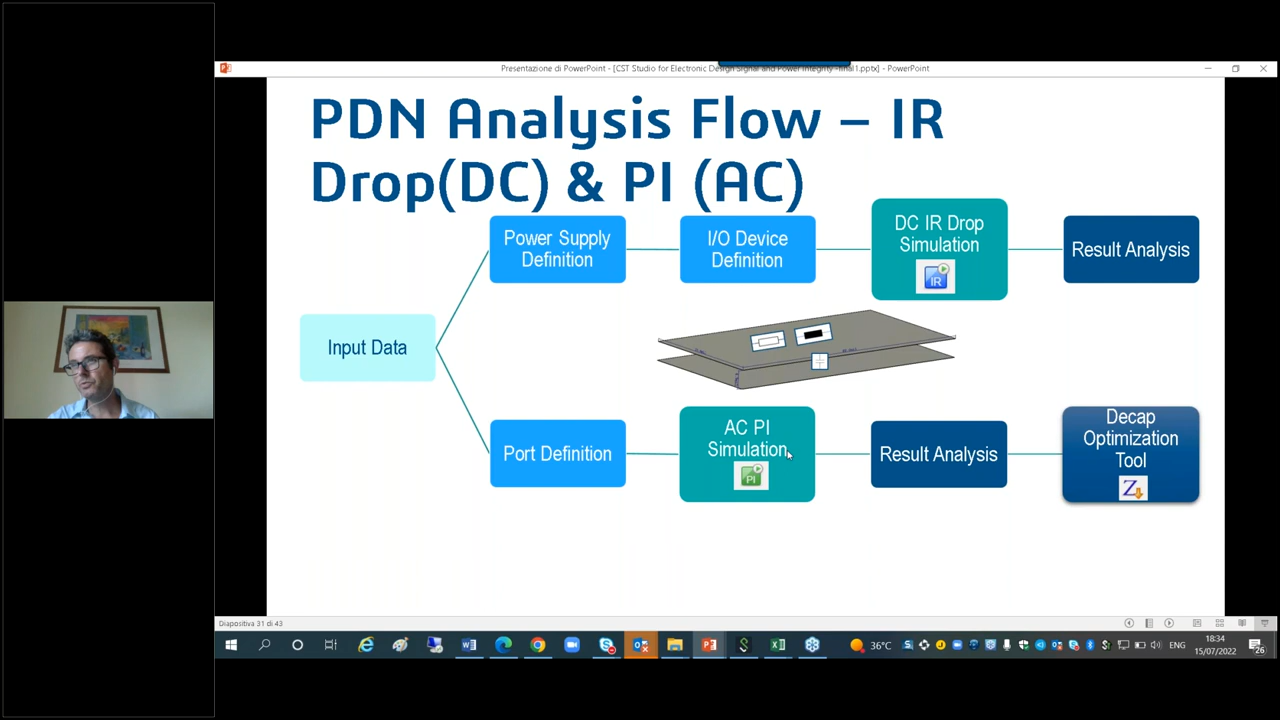 Presentazione di PowerPoint - [CST Studio for Electronic Design Signal and Power Integrity -final1.pptx] - PowerPoint
PDN Analysis Flow – IR
Drop(DC) & PI (AC)
Power Supply
Definition
I/O Device
Definition
DC IR Drop
Simulation
IR
Result Analysis
Input Data
Port Definition
AC PI
Simulation
PI
Result Analysis
Decap
Optimization
Tool
Z
Diapositiva 31 di 43
36°C
ENG
18:34
15/07/2022
26